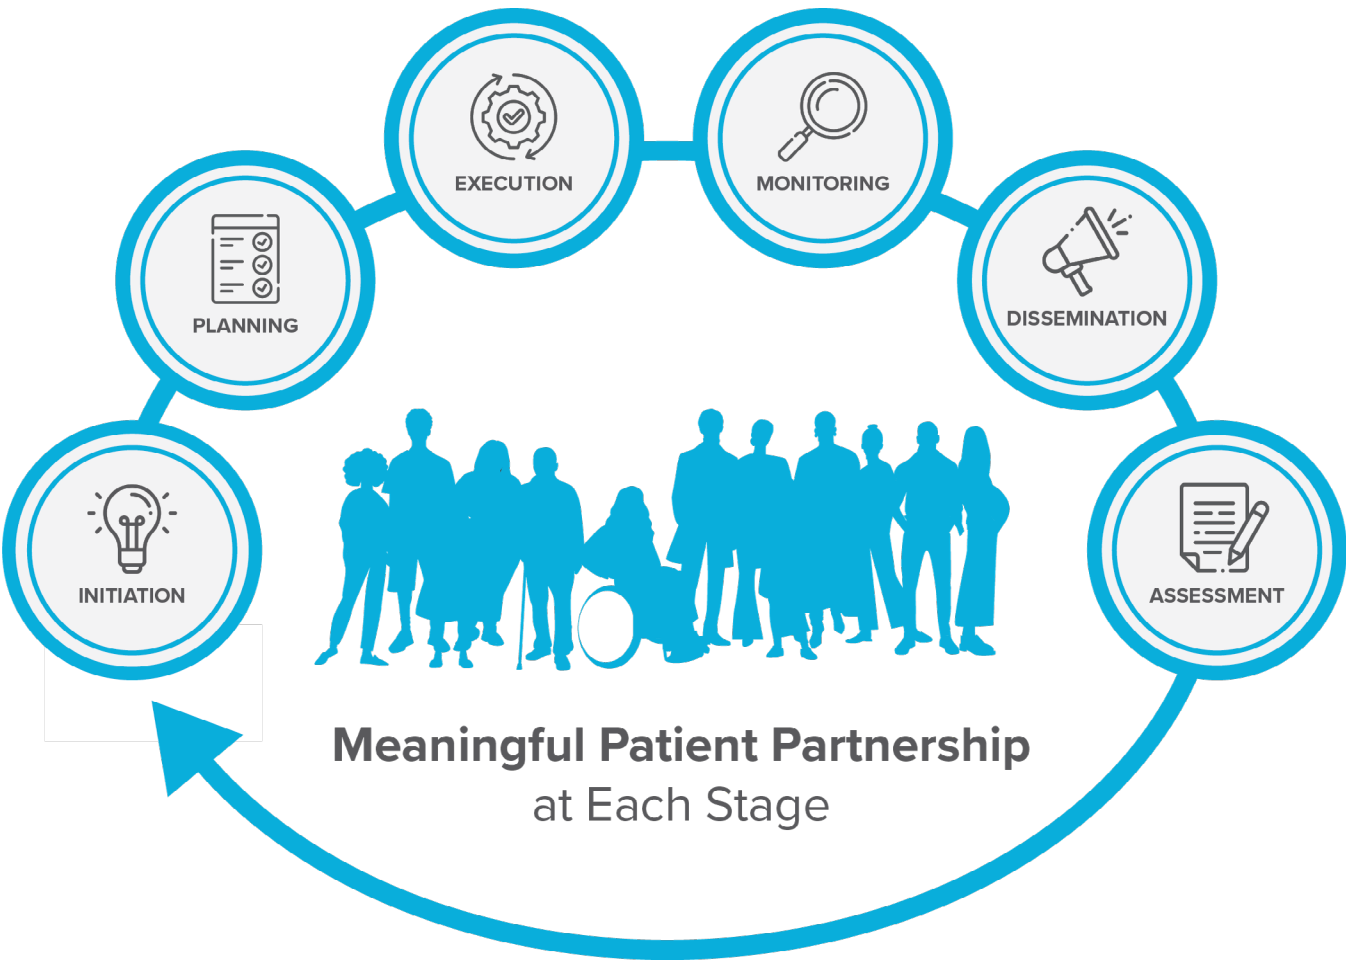 INITIATION
PLANNING
EXECUTION
MONITORING
DISSEMINATION
ASSESSMENT
Meaningful Patient Partnership
at Each Stage